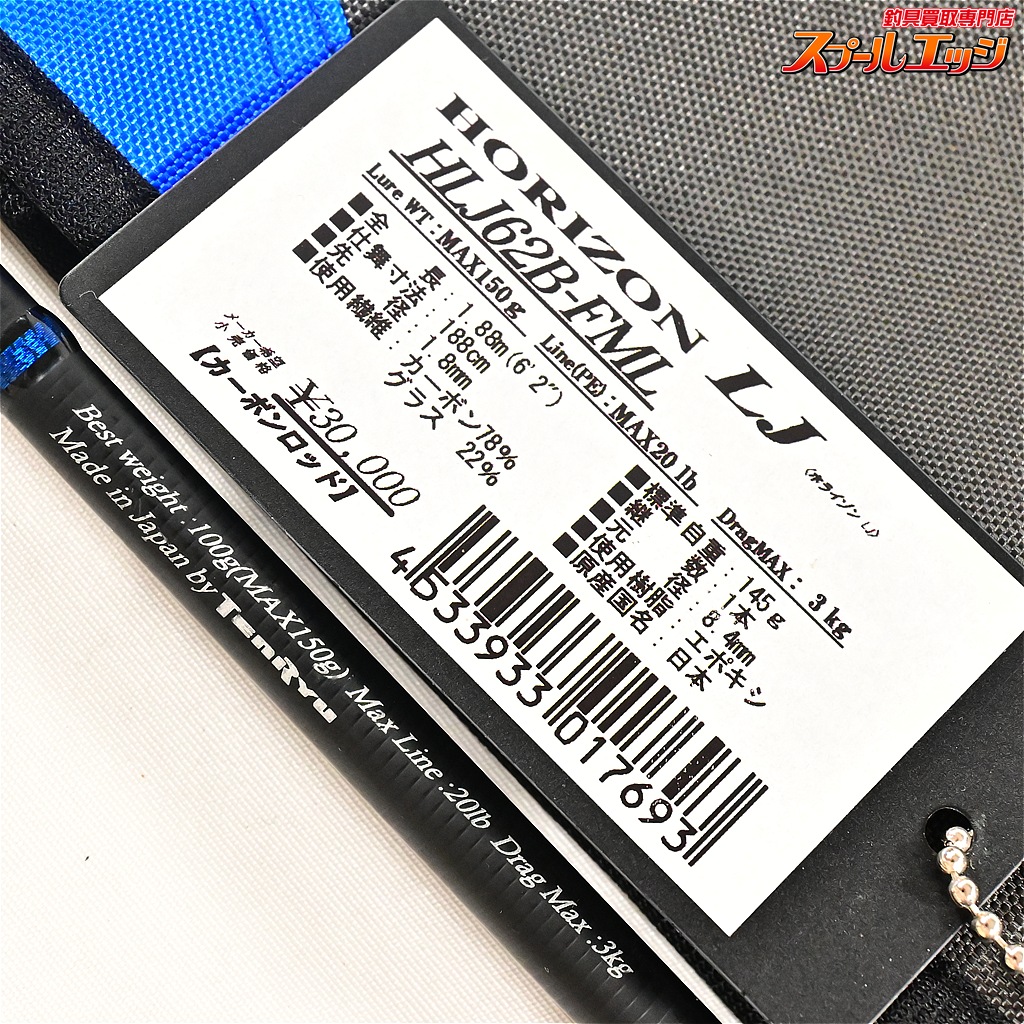 釣具買取専門店
スプールエッジ
HORIZON LJ
(ホライゾン LJ)
HLJ62B-FML
Lure WT:MAX150g Line(PE):MAX20 lb DragMAX: 3kg
■全　　長:1.88m(6'2")
■仕舞寸法:188cm
■先　　径:1.8mm
■使用繊維:カーボン78%
グラス 22%
■標準自重:145g
■継　　数:1本
■元　　径:8.4mm
■使用樹脂:エポキシ
■原産国名:日本
メーカー希望
小売価格
¥30,000
【カーボンロッド】
4533933017693
Best weight :100g(MAX150g) Max Line :20lb Drag Max :3kg
Made in Japan by TenRyu